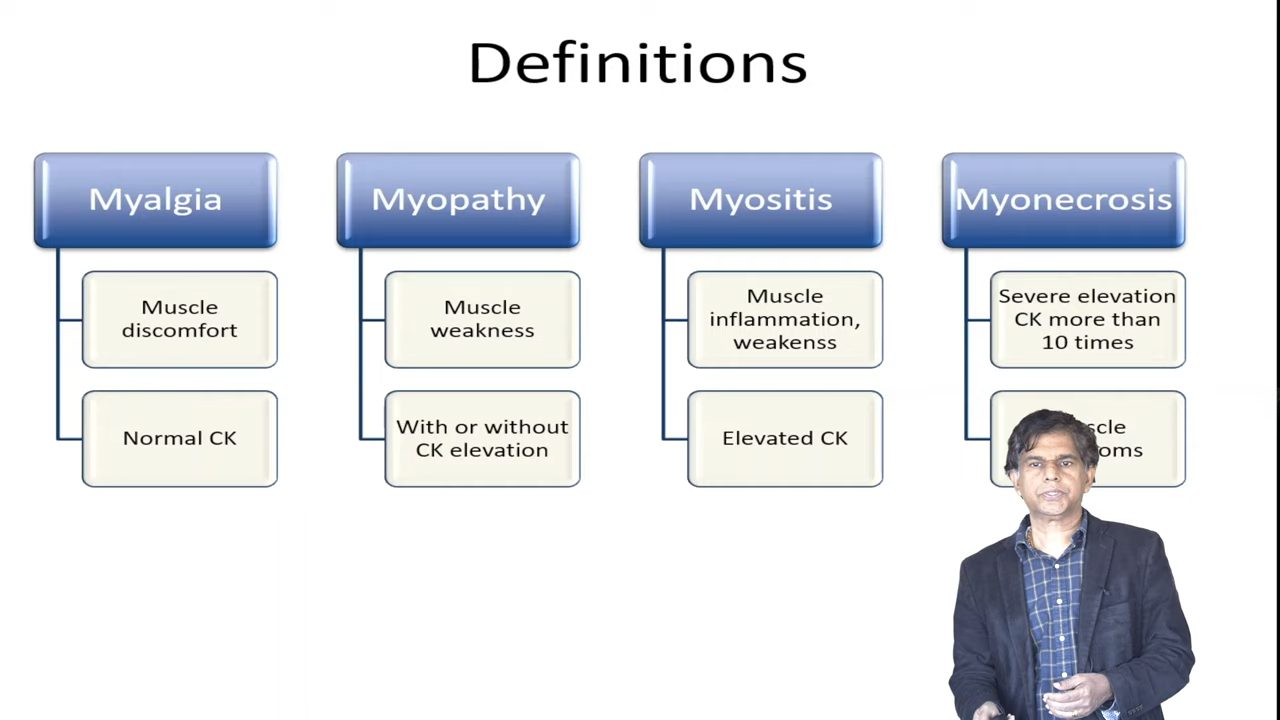 Definitions
Myalgia
Muscle
discomfort
Normal CK
Myopathy
Muscle
weakness
With or without
CK elevation
Myositis
Muscle
inflammation,
weakenss
Elevated CK
Myonecrosis
Severe elevation
CK more than
10 times